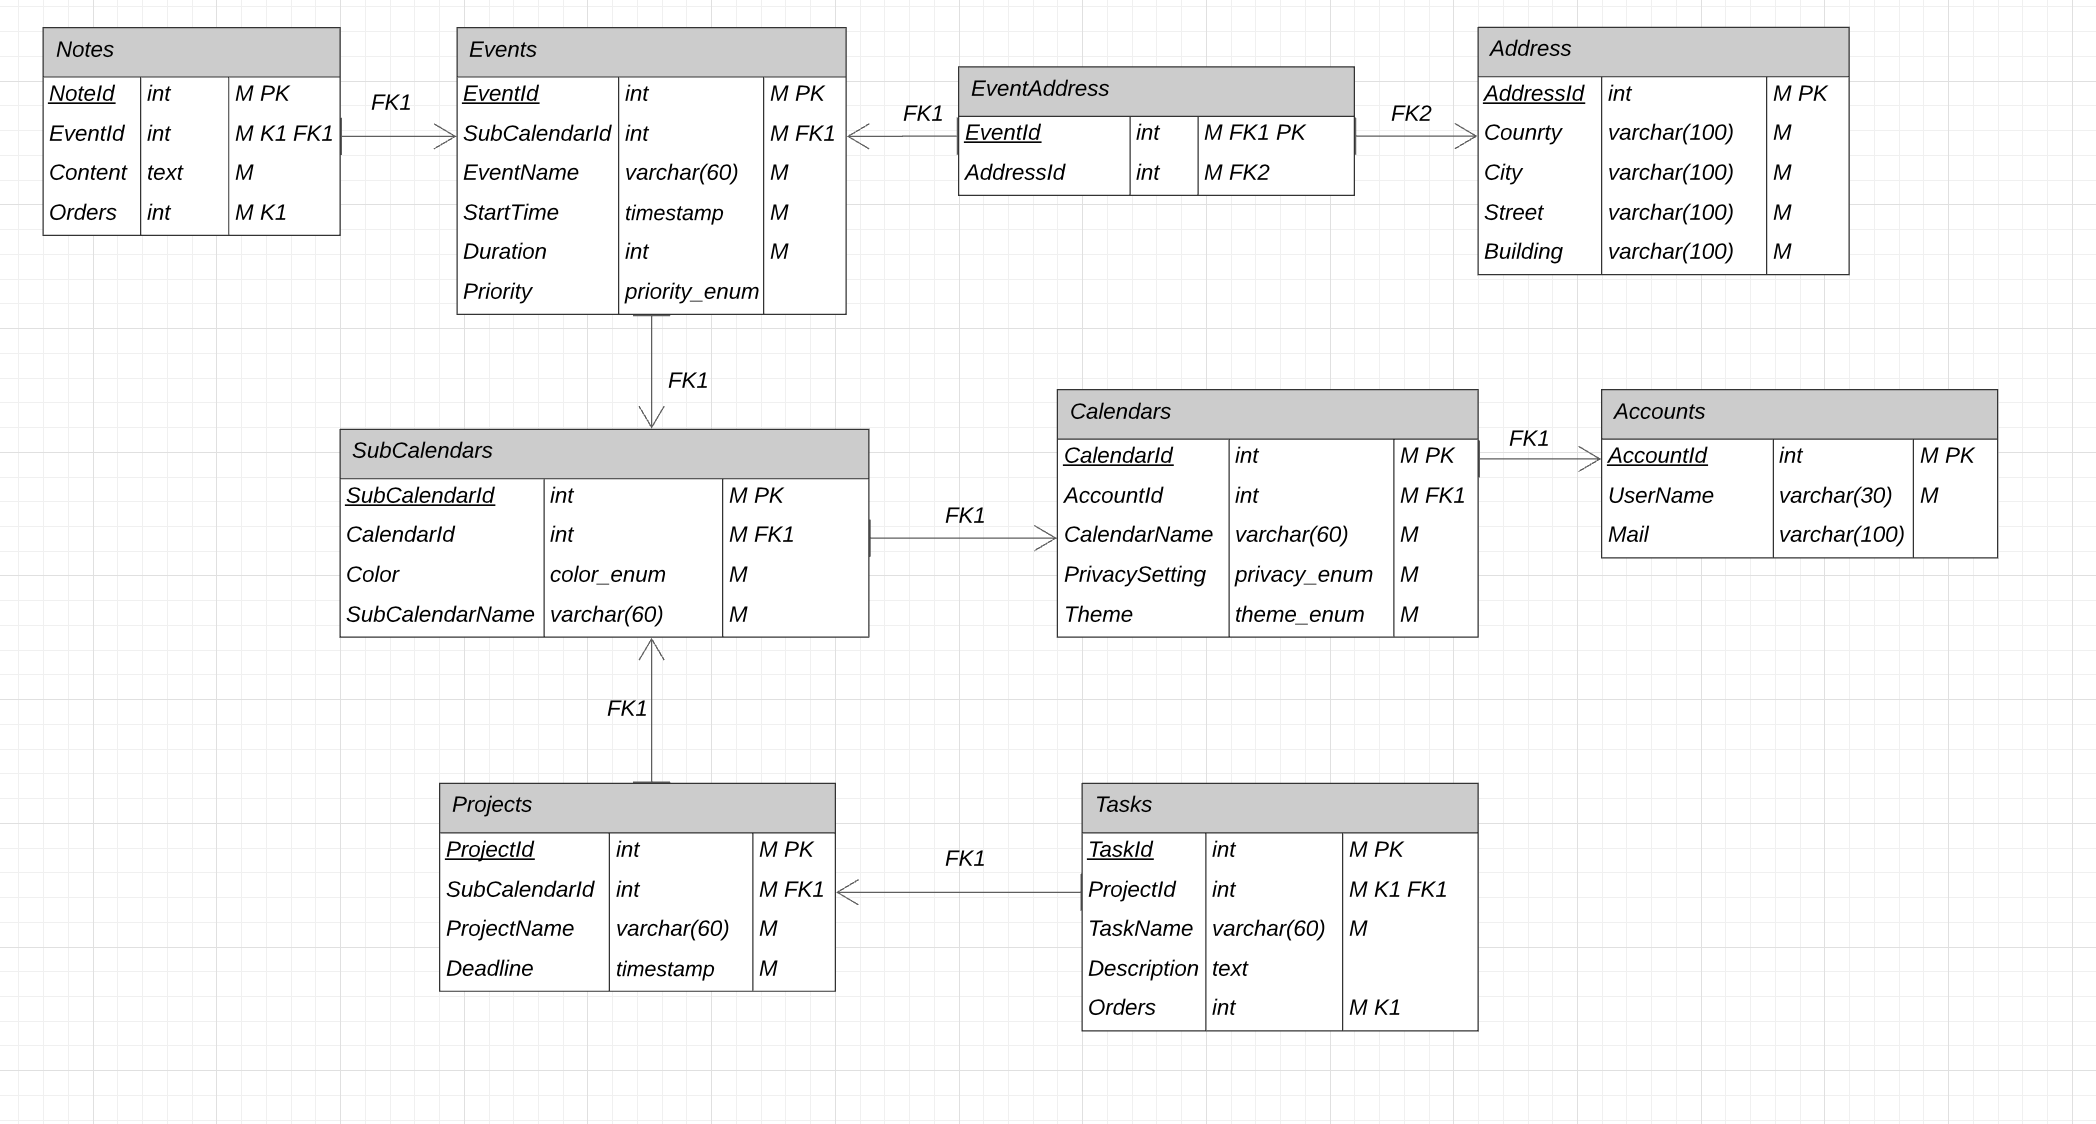 Notes
NoteId int M PK
EventId int M K1 FK1
Content text M
Orders int M K1
FK1
Events
EventId int M PK
SubCalendarId int M FK1
EventName varchar(60) M
StartTime timestamp M
Duration int M
Priority priority_enum
FK1
EventAddress
EventId int M FK1 PK
AddressId int M FK2
FK2
Address
AddressId int M PK
Counrty varchar(100) M
City varchar(100) M
Street varchar(100) M
Building varchar(100) M
FK1
SubCalendars
SubCalendarId int M PK
CalendarId int M FK1
Color color_enum M
SubCalendarName varchar(60) M
FK1
Calendars
CalendarId int M PK
AccountId int M FK1
CalendarName varchar(60) M
PrivacySetting privacy_enum M
Theme theme_enum M
FK1
Accounts
AccountId int M PK
UserName varchar(30) M
Mail varchar(100)
FK1
Projects
ProjectId int M PK
SubCalendarId int M FK1
ProjectName varchar(60) M
Deadline timestamp M
FK1
Tasks
TaskId int M PK
ProjectId int M K1 FK1
TaskName varchar(60) M
Description text
Orders int M K1